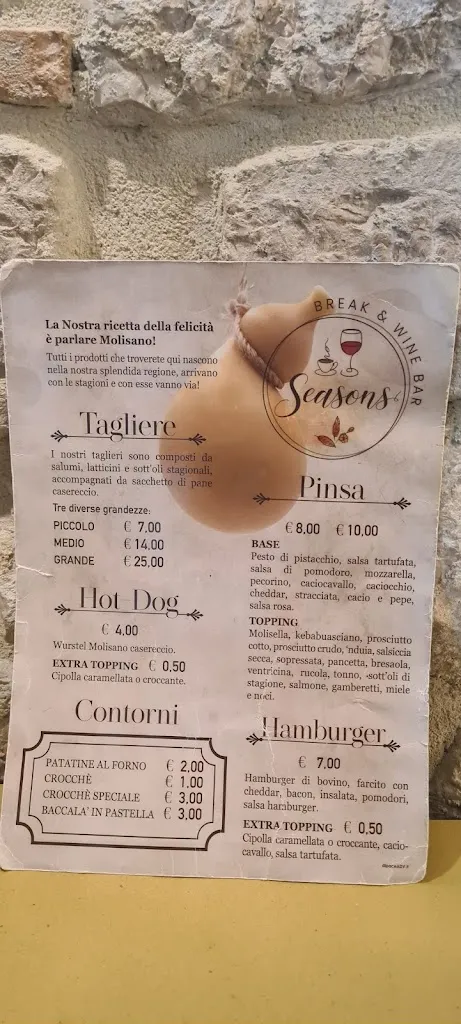 La Nostra ricetta della felicità
è parlare Molisano!
Tutti i prodotti che troverete qui nascono
nella nostra splendida regione, arrivano
con le stagioni e con esse vanno via!
BREAK & WINE BAR
Seasons
Tagliere
I nostri taglieri sono composti da
salumi, latticini e sott'oli stagionali,
accompagnati da sacchetto di pane
casereccio.
Tre diverse grandezze:
PICCOLO € 7,00
MEDIO € 14,00
GRANDE € 25,00
Hot Dog
€ 4,00
Wurstel Molisano casereccio.
EXTRA TOPPING € 0,50
Cipolla caramellata o croccante.
Contorni
PATATINE AL FORNO € 2,00
CROCCHÈ € 1,00
CROCCHÈ SPECIALE € 3,00
BACCALA' IN PASTELLA € 3,00
Pinsa
€ 8,00 € 10,00
BASE
Pesto di pistacchio, salsa tartufata,
salsa di pomodoro, mozzarella,
pecorino, caciocavallo, caciocchio,
cheddar, stracciata, cacio e pepe,
salsa rosa.
TOPPING
Molisella, kebabuasciano, prosciutto
cotto, prosciutto crudo, 'nduia, salsiccia
secca, sopressata, pancetta, bresaola,
ventricina, rucola, tonno, sott'oli di
stagione, salmone, gamberetti, miele
e noci.
Hamburger
€ 7,00
Hamburger di bovino, farcito con
cheddar, bacon, insalata, pomodori,
salsa hamburger.
EXTRA TOPPING € 0,50
Cipolla caramellata o croccante, cacio-
cavallo, salsa tartufata.